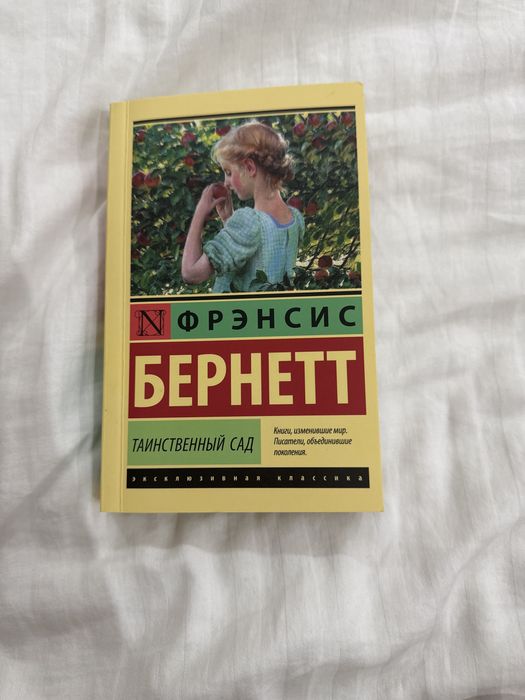 N ФРЭНСИС
БЕРНЕТТ
ТАИНСТВЕННЫЙ САД
Книги, изменившие мир.
Писатели, объединившие
поколения.
эксклюзивная классика